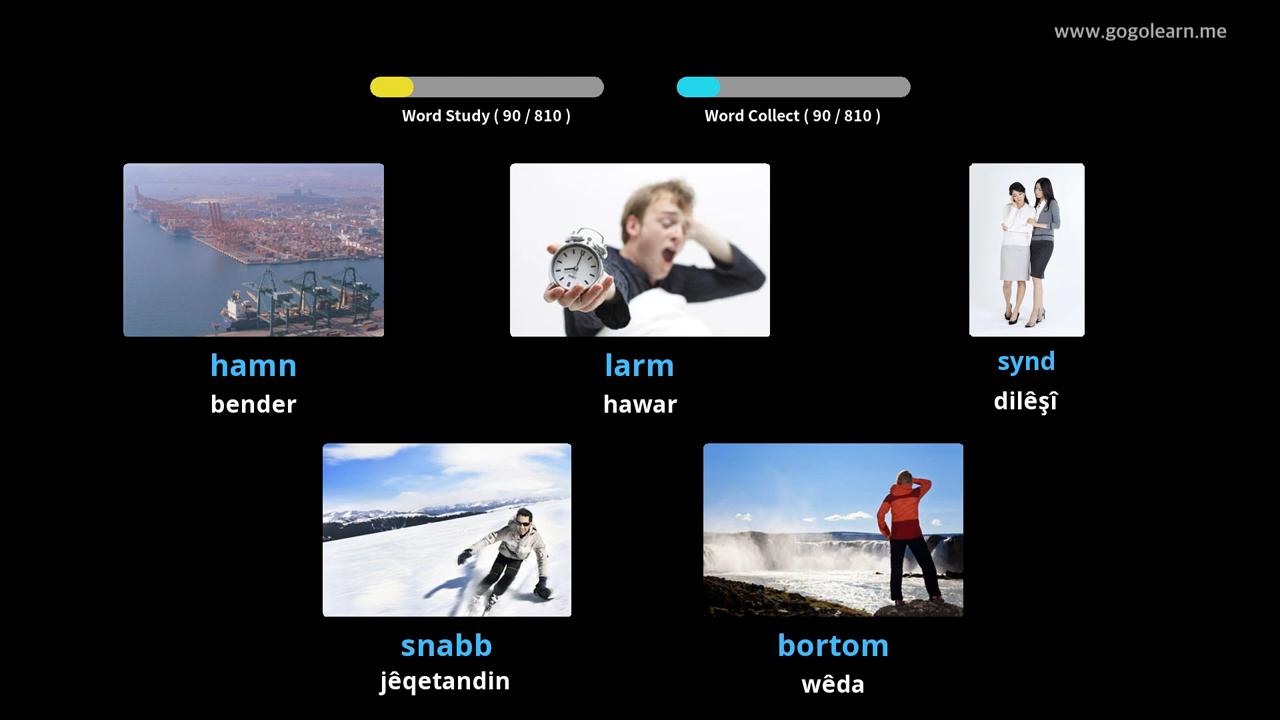 www.gogolearn.me
Word Study ( 90 / 810 )
Word Collect ( 90 / 810 )
hamn
bender
larm
hawar
synd
dilêşî
snabb
jêqetandin
bortom
wêda